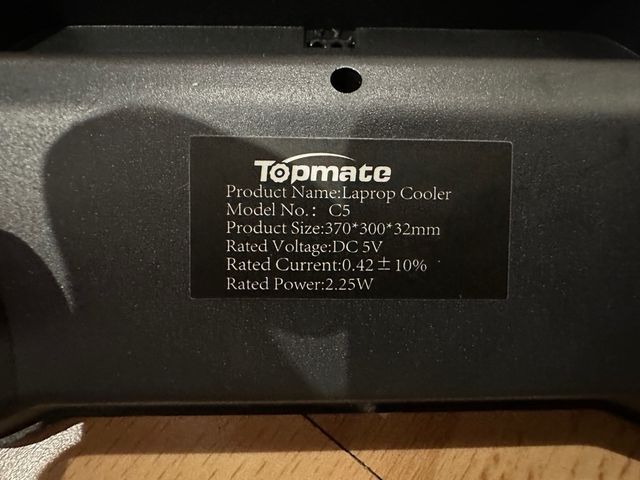 Topmate
Product Name:Laprop Cooler
Model No.: C5
Product Size:370*300*32mm
Rated Voltage:DC 5V
Rated Current:0.42±10%
Rated Power:2.25W